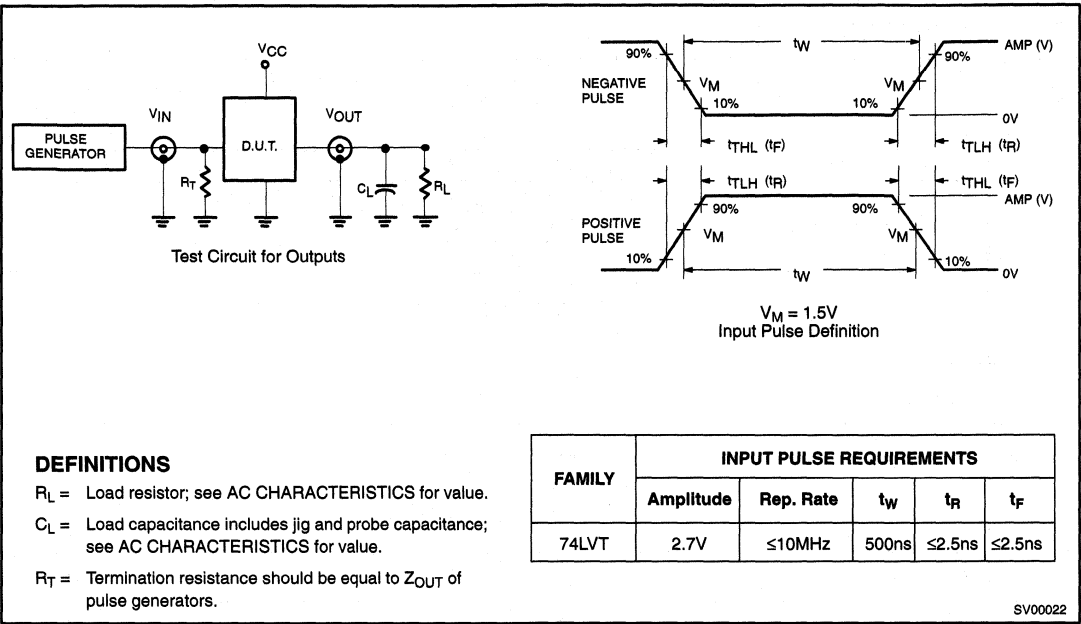 VCC
VIN
VOUT
PULSE
GENERATOR
D.U.T.
RT
CL
RL
Test Circuit for Outputs
90%
tW
90%
AMP (V)
NEGATIVE
PULSE
VM
VM
10%
10%
0V
tTHL (tF)
tTLH (tR)
tTLH (tR)
tTHL (tF)
AMP (V)
90%
90%
POSITIVE
PULSE
VM
VM
10%
10%
tW
0V
VM = 1.5V
Input Pulse Definition
DEFINITIONS
RL = Load resistor; see AC CHARACTERISTICS for value.
CL = Load capacitance includes jig and probe capacitance;
see AC CHARACTERISTICS for value.
RT = Termination resistance should be equal to ZOUT of
pulse generators.
FAMILY
INPUT PULSE REQUIREMENTS
Amplitude Rep. Rate tW tR tF
74LVT 2.7V ≤10MHz 500ns ≤2.5ns ≤2.5ns
SV00022